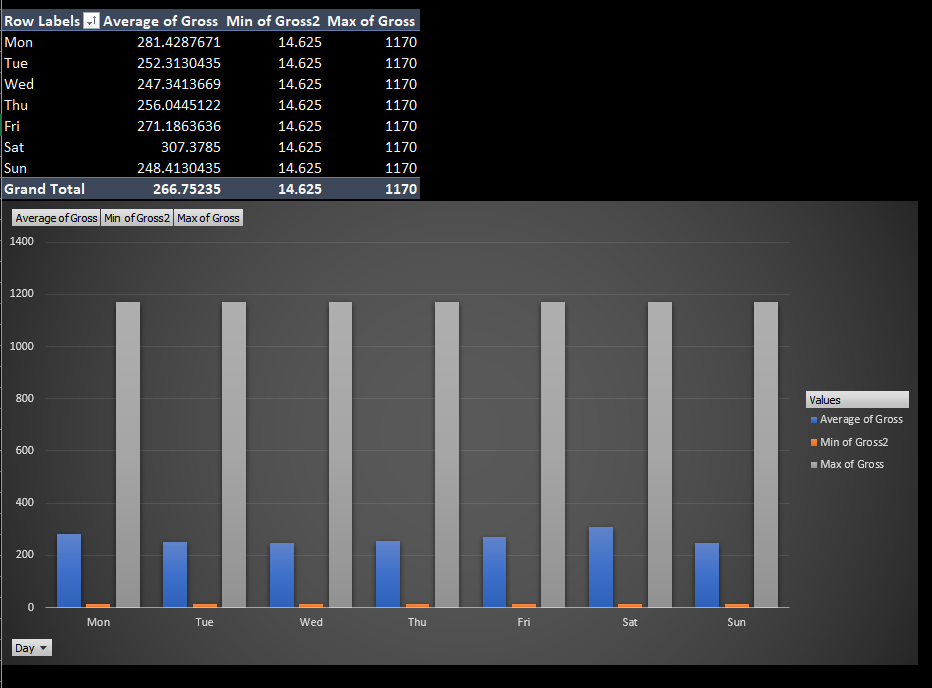 Row Labels Average of Gross Min of Gross2 Max of Gross
Mon 281.4287671 14.625 1170
Tue 252.3130435 14.625 1170
Wed 247.3413669 14.625 1170
Thu 256.0445122 14.625 1170
Fri 271.1863636 14.625 1170
Sat 307.3785 14.625 1170
Sun 248.4130435 14.625 1170
Grand Total 266.75235 14.625 1170
Average of Gross Min of Gross2 Max of Gross
1400
1200
1000
800
600
400
200
0
Mon Tue Wed Thu Fri Sat Sun
Values
Average of Gross
Min of Gross2
Max of Gross
Day